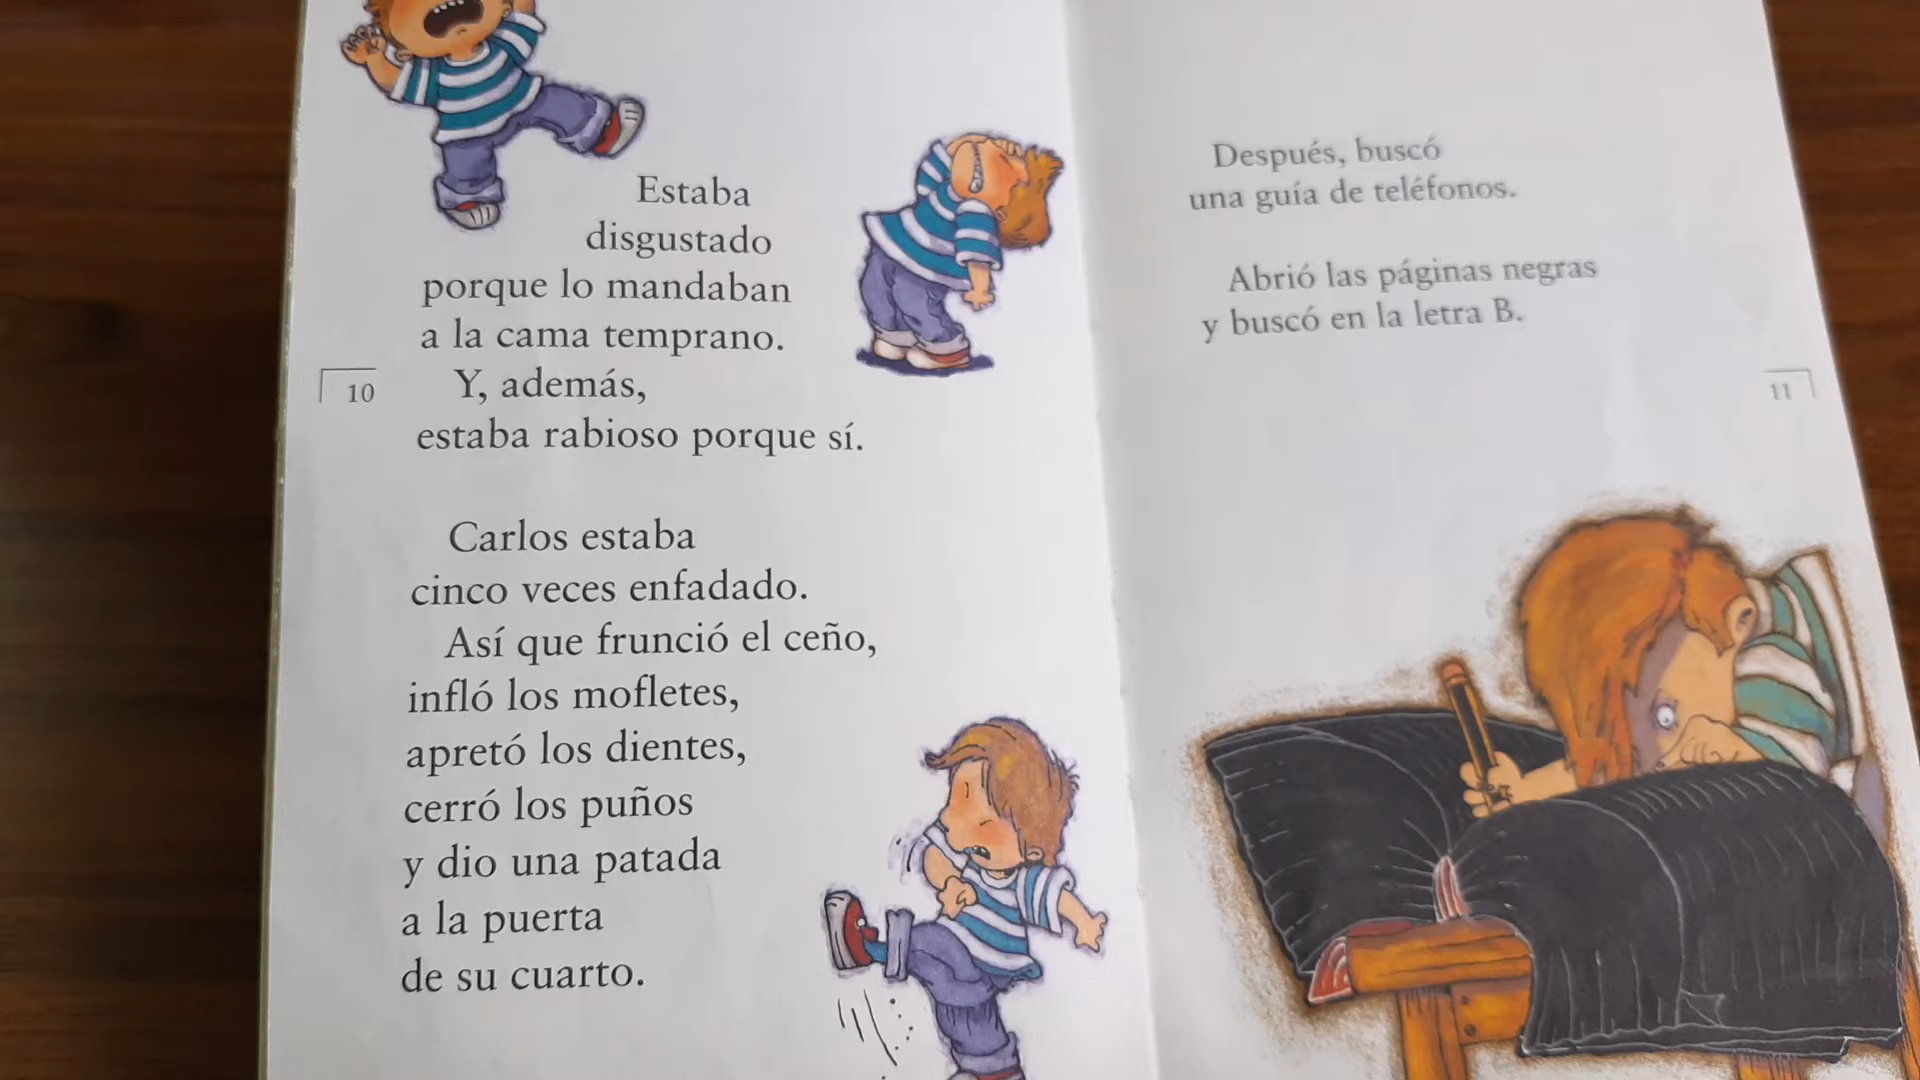 Estaba
disgustado
porque lo mandaban
a la cama temprano.
Y, además,
estaba rabioso porque sí.
Carlos estaba
cinco veces enfadado.
Así que frunció el ceño,
infló los mofletes,
apretó los dientes,
cerró los puños
y dio una patada
a la puerta
de su cuarto.
10
Después, buscó
una guía de teléfonos.
Abrió las páginas negras
y buscó en la letra B.
11